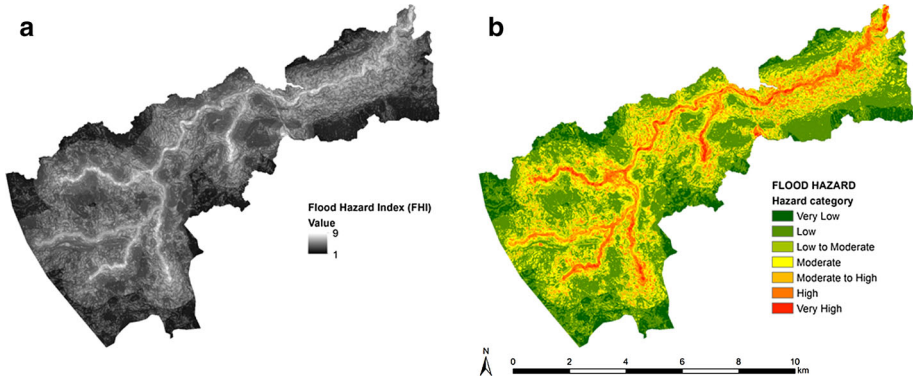 a
b
Flood Hazard Index (FHI)
Value
9
1
FLOOD HAZARD
Hazard category
Very Low
Low
Low to Moderate
Moderate
Moderate to High
High
Very High
N
0 2 4 6 8 10
km